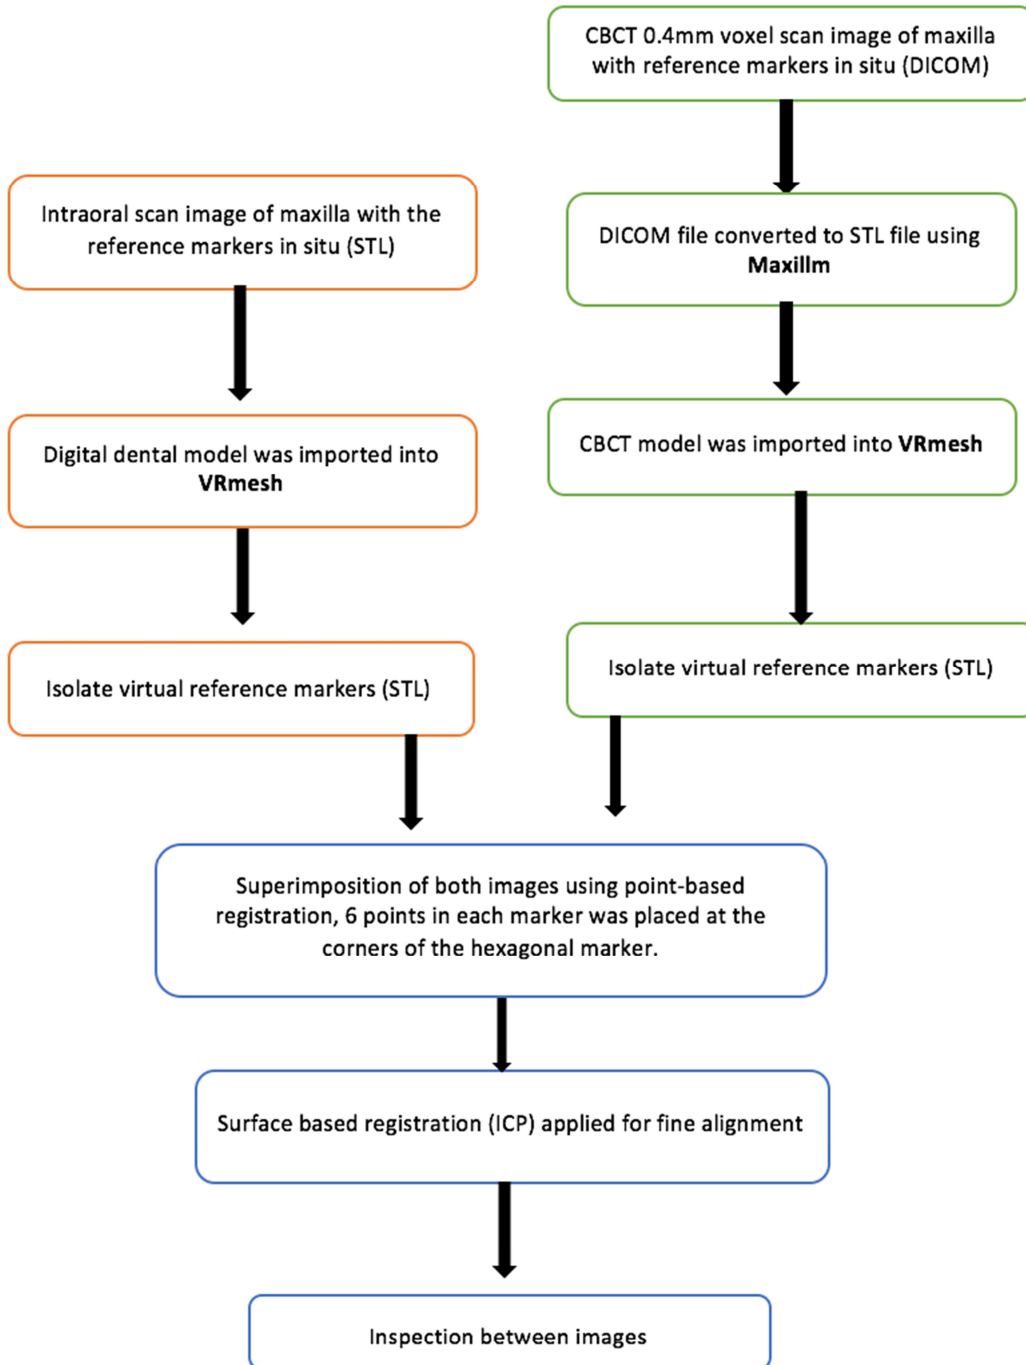 CBCT 0.4mm voxel scan image of maxilla
with reference markers in situ (DICOM)
Intraoral scan image of maxilla with the
reference markers in situ (STL)
DICOM file converted to STL file using
Maxillm
Digital dental model was imported into
VRmesh
CBCT model was imported into VRmesh
Isolate virtual reference markers (STL)
Isolate virtual reference markers (STL)
Superimposition of both images using point-based
registration, 6 points in each marker was placed at the
corners of the hexagonal marker.
Surface based registration (ICP) applied for fine alignment
Inspection between images